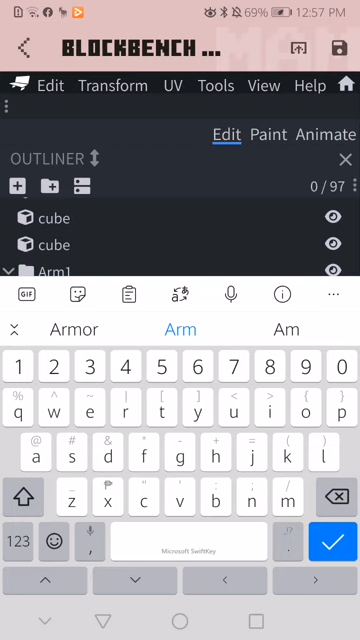 69% 12:57 PM
BLOCKBENCH ...
Edit Transform UV Tools View Help
Edit Paint Animate
OUTLINER
0 / 97
cube
cube
Arm1
GIF
Armor Arm Am
1 2 3 4 5 6 7 8 9 0
% ^ ~ | [ ] < > { }
q w e r t y u i o p
@ # & * - + = ( )
a s d f g h j k l
_ ₱ " ' : ; /
z x c v b n m
123 , Microsoft SwiftKey .